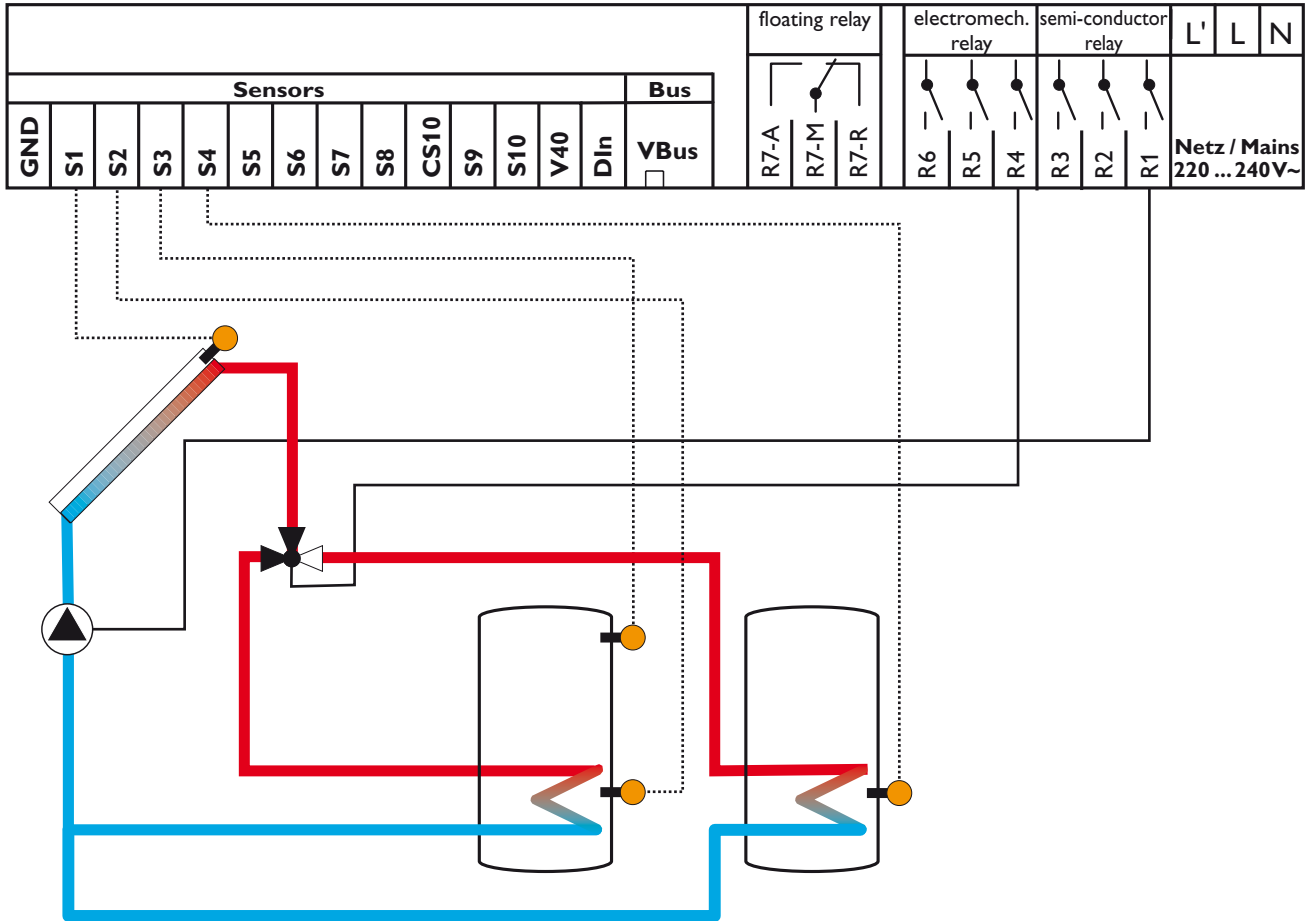 floating relay
electromech.
relay
semi-conductor
relay
L'
L
N
Sensors
Bus
GND
S1
S2
S3
S4
S5
S6
S7
S8
CS10
S9
S10
V40
DIn
VBus
R7-A
R7-M
R7-R
R6
R5
R4
R3
R2
R1
Netz / Mains
220 ... 240 V~